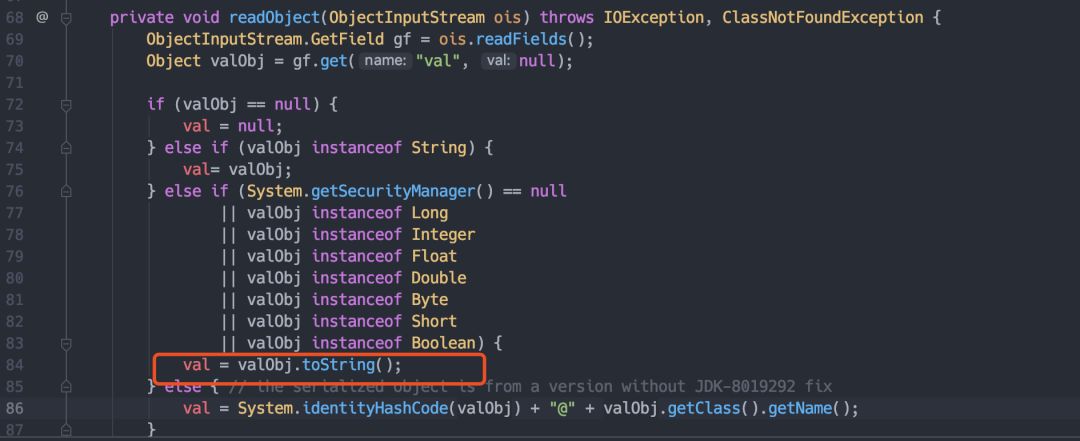 68 @ private void readObject(ObjectInputStream ois) throws IOException, ClassNotFoundException {
69 ObjectInputStream.GetField gf = ois.readFields();
70 Object valObj = gf.get( name: "val", val: null);
71
72 if (valObj == null) {
73 val = null;
74 } else if (valObj instanceof String) {
75 val= valObj;
76 } else if (System.getSecurityManager() == null
77 || valObj instanceof Long
78 || valObj instanceof Integer
79 || valObj instanceof Float
80 || valObj instanceof Double
81 || valObj instanceof Byte
82 || valObj instanceof Short
83 || valObj instanceof Boolean) {
84 val = valObj.toString();
85 } else { // the serialized object is from a version without JDK-8019292 fix
86 val = System.identityHashCode(valObj) + "@" + valObj.getClass().getName();
87 }